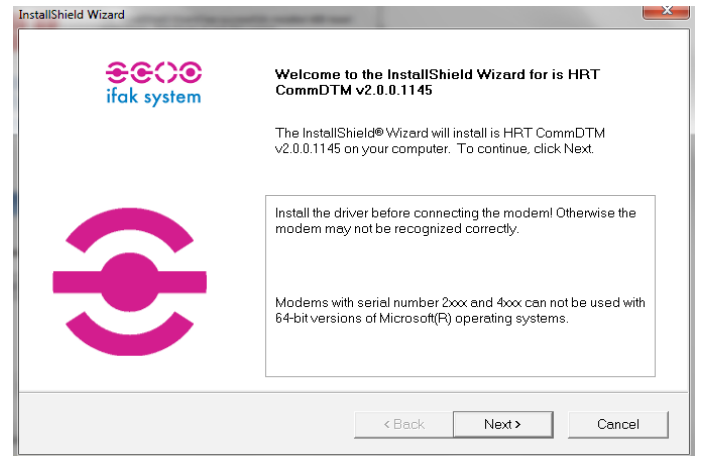 InstallShield Wizard
ifak system
Welcome to the InstallShield Wizard for is HRT
CommDTM v2.0.0.1145
The InstallShield® Wizard will install is HRT CommDTM
v2.0.0.1145 on your computer. To continue, click Next.
Install the driver before connecting the modem! Otherwise the
modem may not be recognized correctly.
Modems with serial number 2xxx and 4xxx can not be used with
64-bit versions of Microsoft(R) operating systems.
< Back
Next >
Cancel